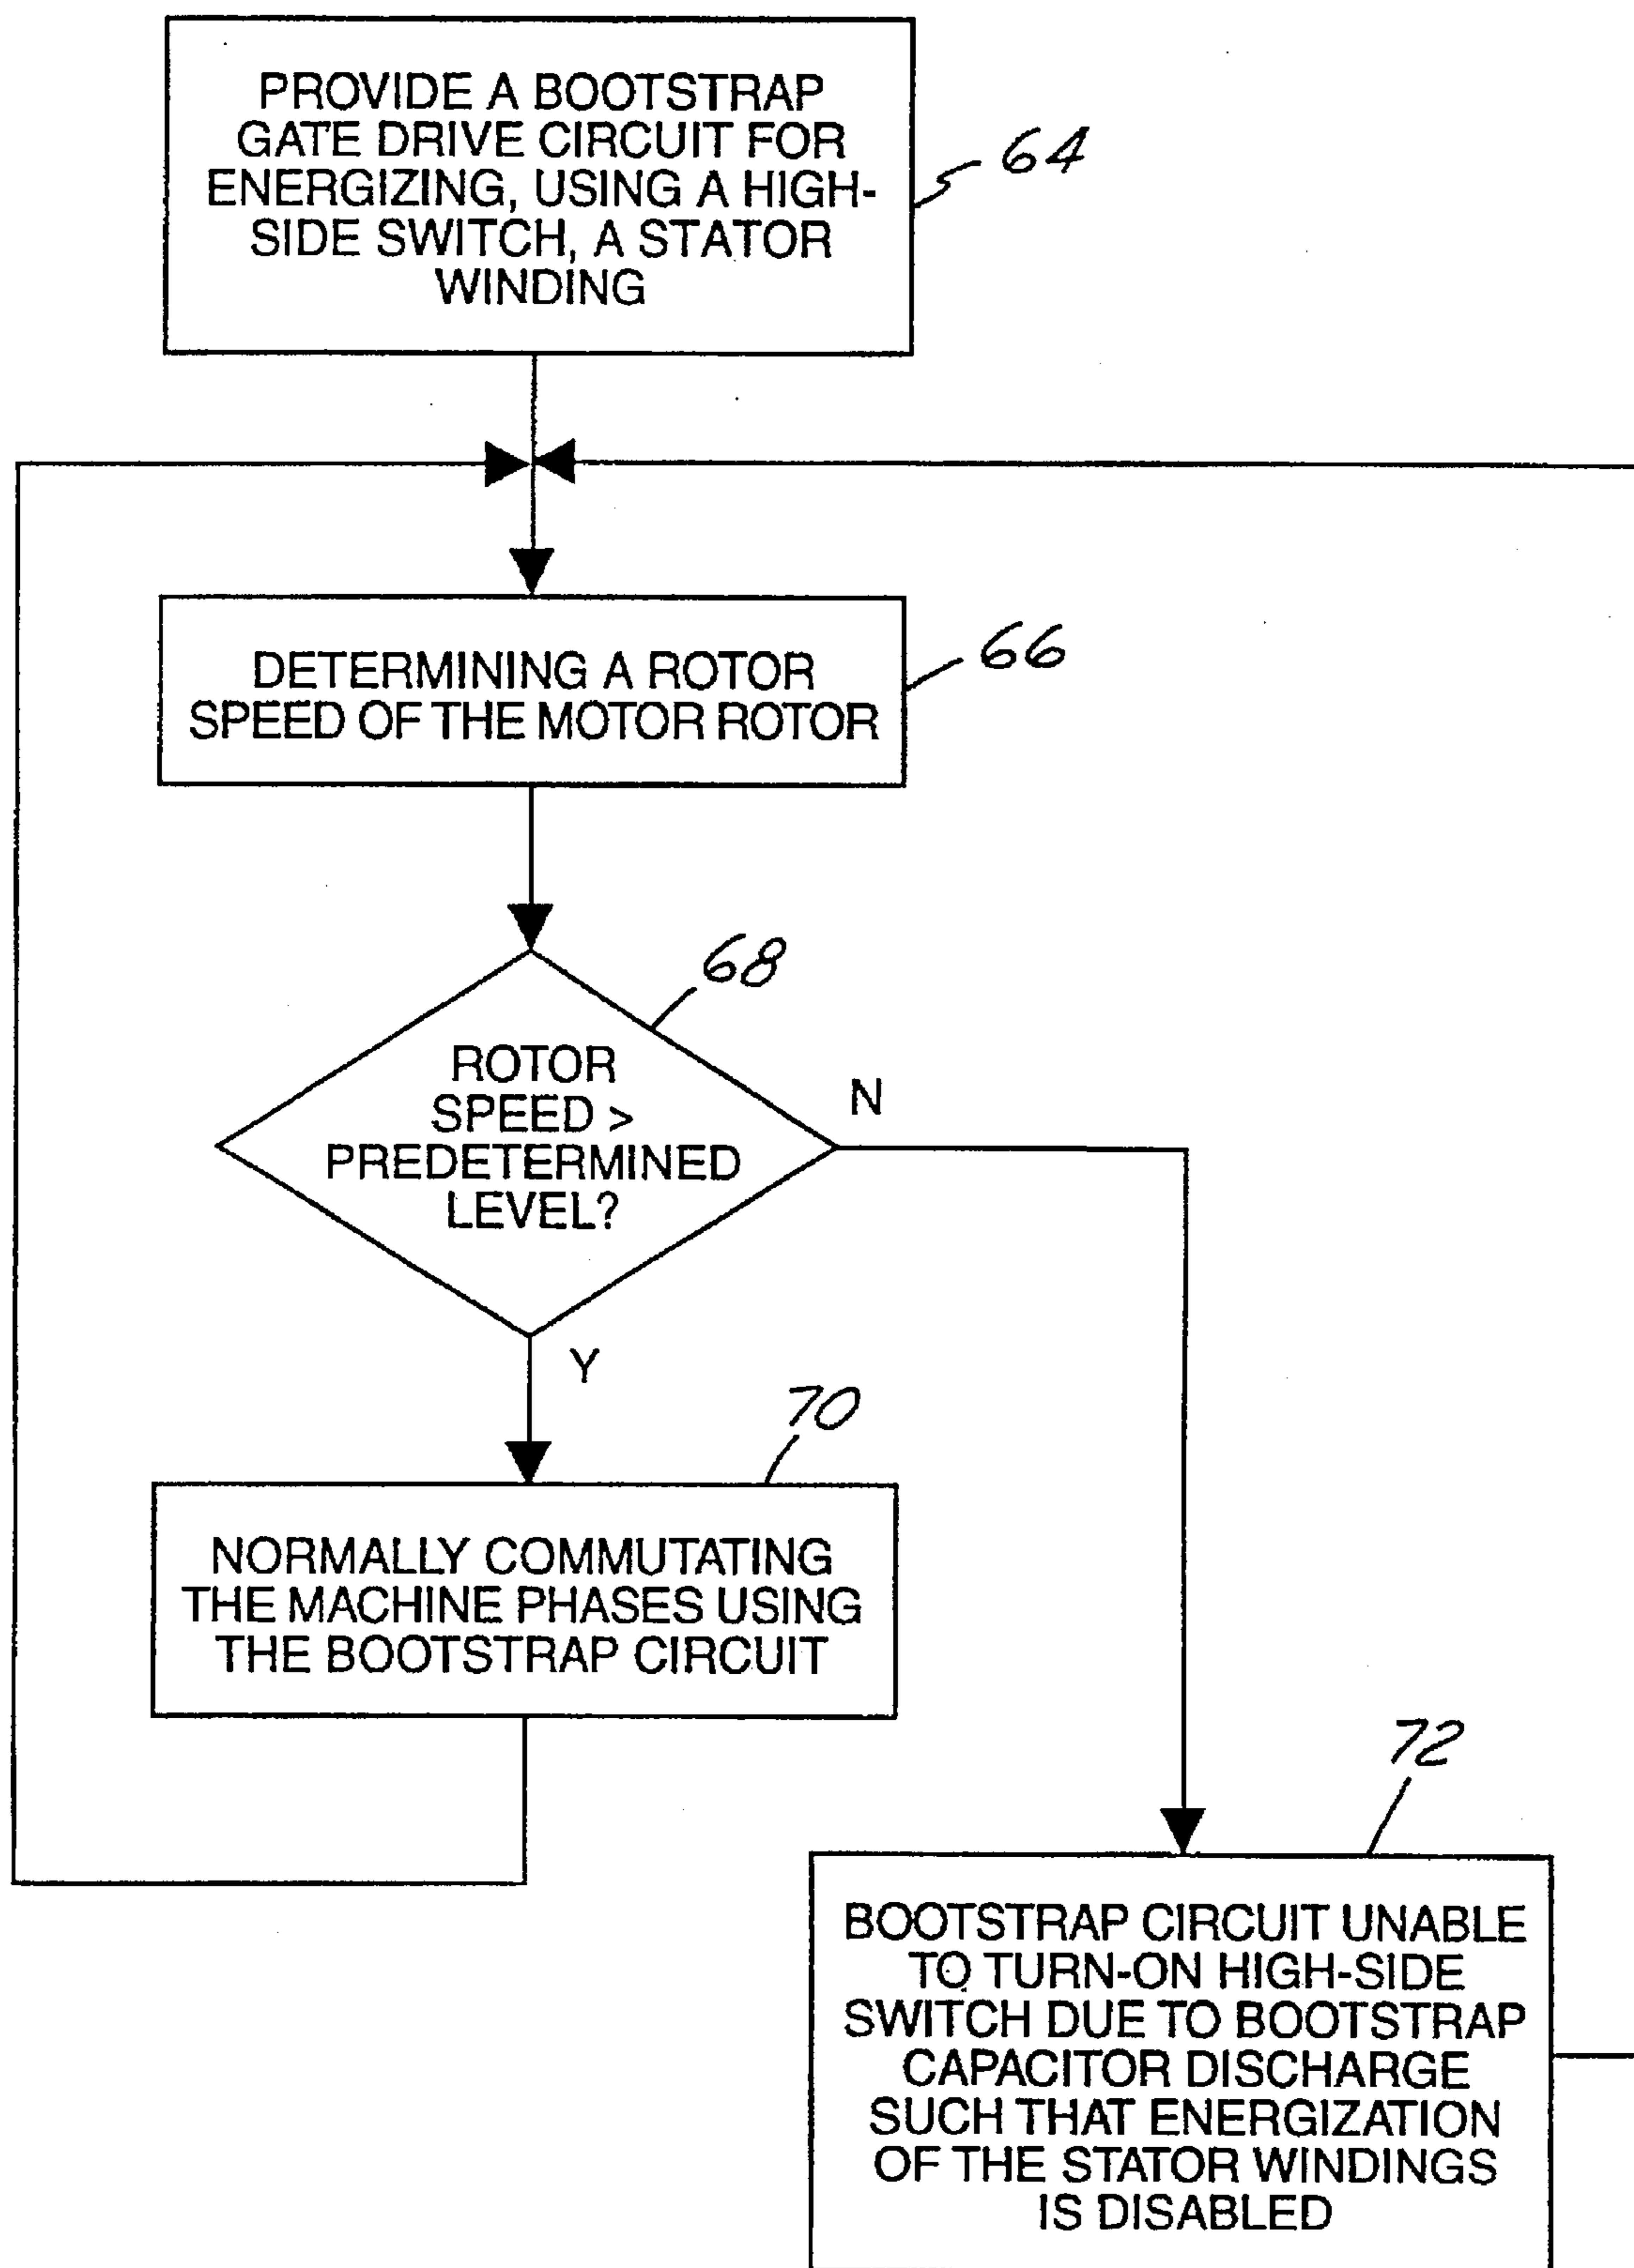 PROVIDE A BOOTSTRAP
GATE DRIVE CIRCUIT FOR
ENERGIZING, USING A HIGH-
SIDE SWITCH, A STATOR
WINDING
64
DETERMINING A ROTOR
SPEED OF THE MOTOR ROTOR
66
68
ROTOR
SPEED >
PREDETERMINED
LEVEL?
N
Y
70
NORMALLY COMMUTATING
THE MACHINE PHASES USING
THE BOOTSTRAP CIRCUIT
72
BOOTSTRAP CIRCUIT UNABLE
TO TURN-ON HIGH-SIDE
SWITCH DUE TO BOOTSTRAP
CAPACITOR DISCHARGE
SUCH THAT ENERGIZATION
OF THE STATOR WINDINGS
IS DISABLED